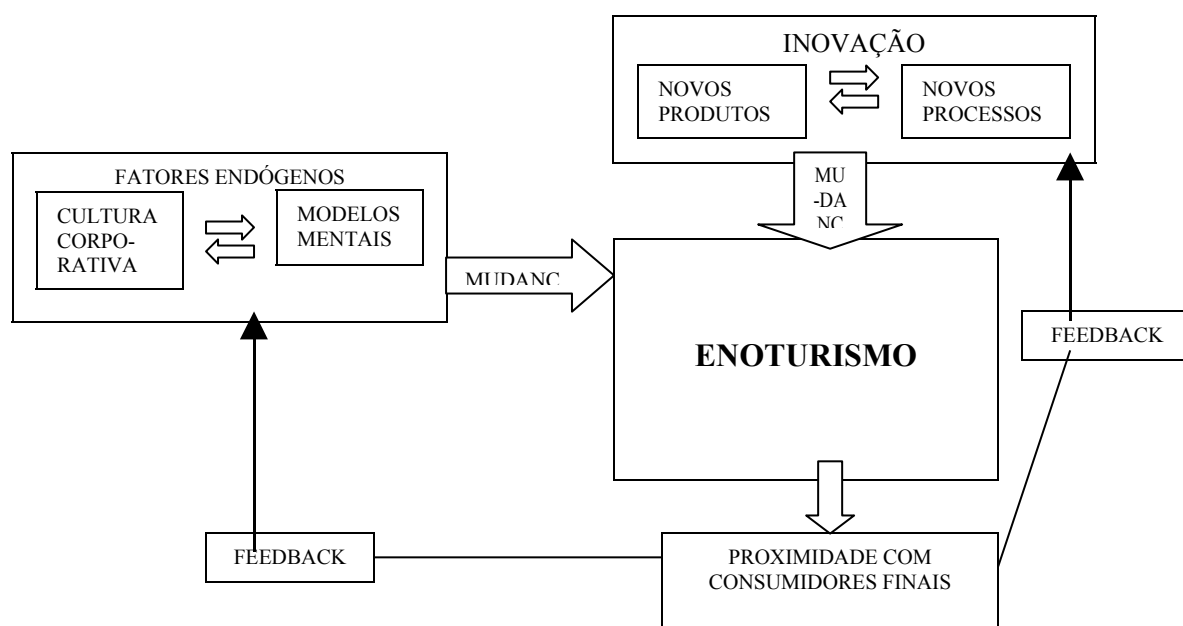 INOVAÇÃO
NOVOS
PRODUTOS
NOVOS
PROCESSOS
FATORES ENDÓGENOS
CULTURA
CORPO-
RATIVA
MODELOS
MENTAIS
MU
-DA
NC
MUDANC
ENOTURISMO
FEEDBACK
FEEDBACK
PROXIMIDADE COM
CONSUMIDORES FINAIS